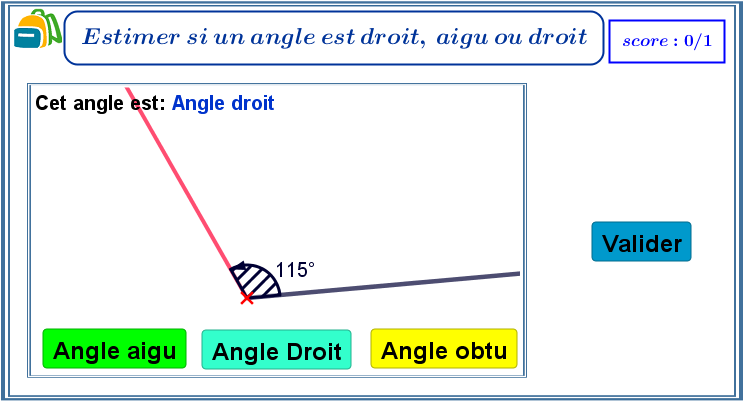 Estimer si un angle est droit, aigu ou droit
score : 0/1
Cet angle est: Angle droit
115°
Valider
Angle aigu
Angle Droit
Angle obtu